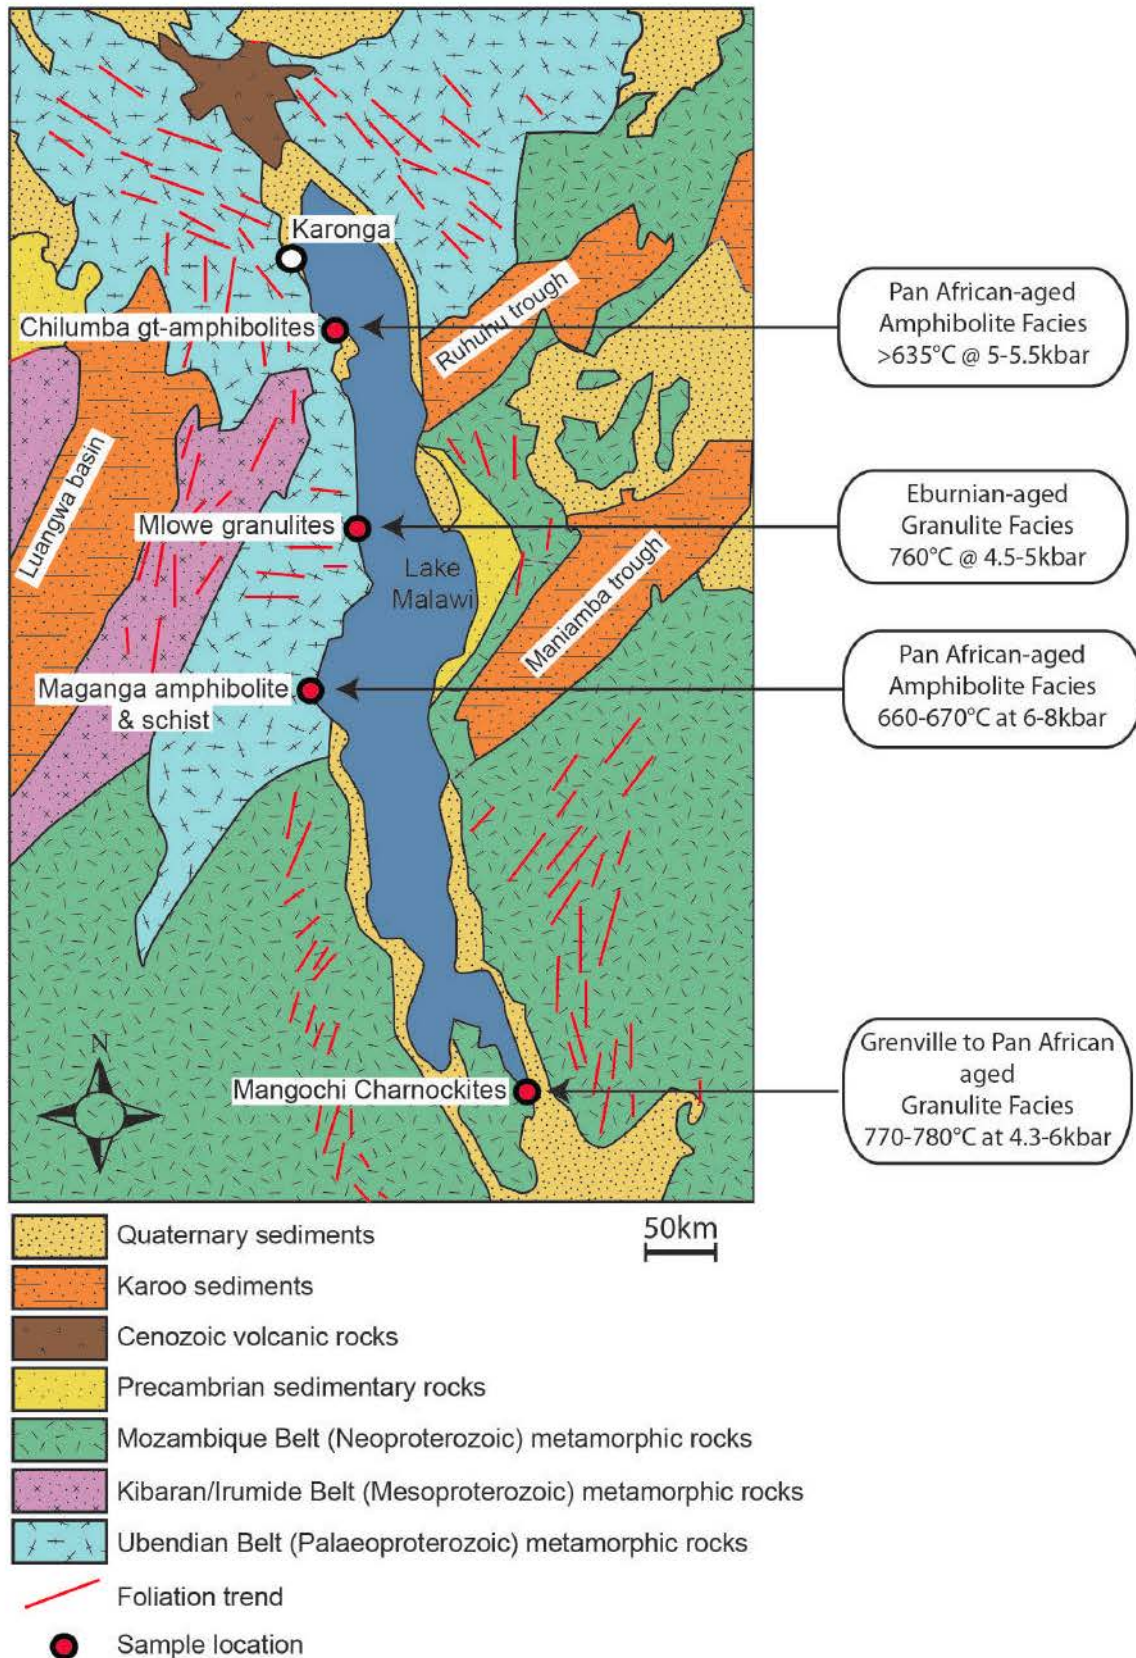 Karonga
Chilumba gt-amphibolites
Ruhuhu trough
Luangwa basin
Mlowe granulites
Lake
Malawi
Maniamba trough
Maganga amphibolite
& schist
N
Mangochi Charnockites
Pan African-aged
Amphibolite Facies
>635°C @ 5-5.5kbar
Eburnian-aged
Granulite Facies
760°C @ 4.5-5kbar
Pan African-aged
Amphibolite Facies
660-670°C at 6-8kbar
Grenville to Pan African
aged
Granulite Facies
770-780°C at 4.3-6kbar
50km
Quaternary sediments
Karoo sediments
Cenozoic volcanic rocks
Precambrian sedimentary rocks
Mozambique Belt (Neoproterozoic) metamorphic rocks
Kibaran/Irumide Belt (Mesoproterozoic) metamorphic rocks
Ubendian Belt (Palaeoproterozoic) metamorphic rocks
Foliation trend
Sample location